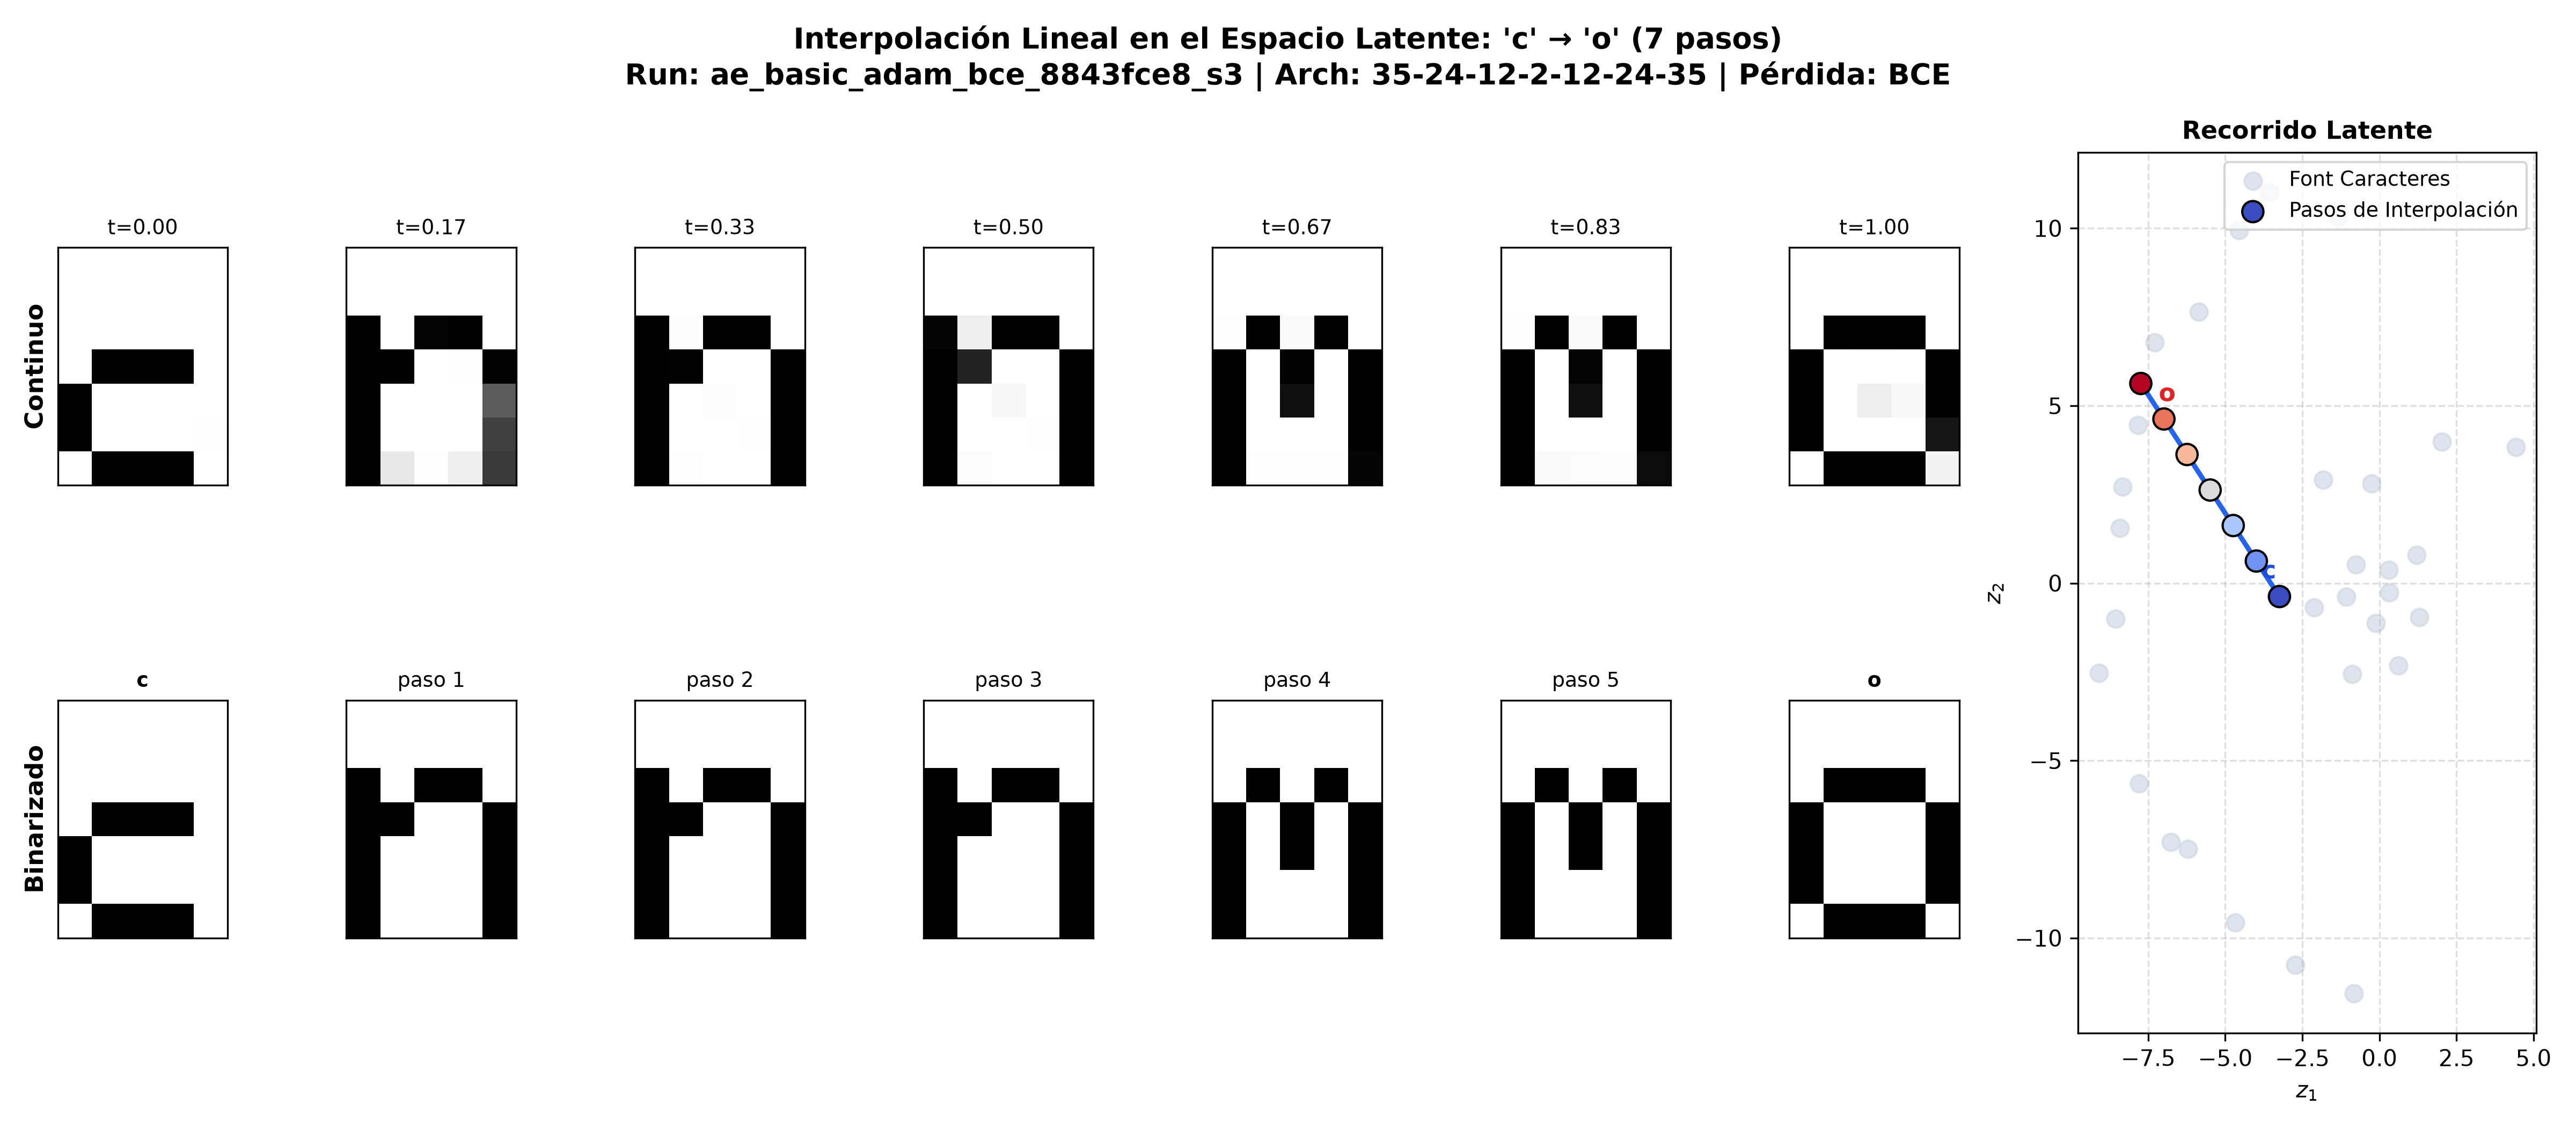 Interpolación Lineal en el Espacio Latente: 'c' → 'o' (7 pasos)
Run: ae_basic_adam_bce_8843fce8_s3 | Arch: 35-24-12-2-12-24-35 | Pérdida: BCE
Continuo
t=0.00
t=0.17
t=0.33
t=0.50
t=0.67
t=0.83
t=1.00
Binarizado
c
paso 1
paso 2
paso 3
paso 4
paso 5
o
Recorrido Latente
Font Caracteres
Pasos de Interpolación
o
c
z₂
10
5
0
−5
−10
−7.5
−5.0
−2.5
0.0
2.5
5.0
z₁